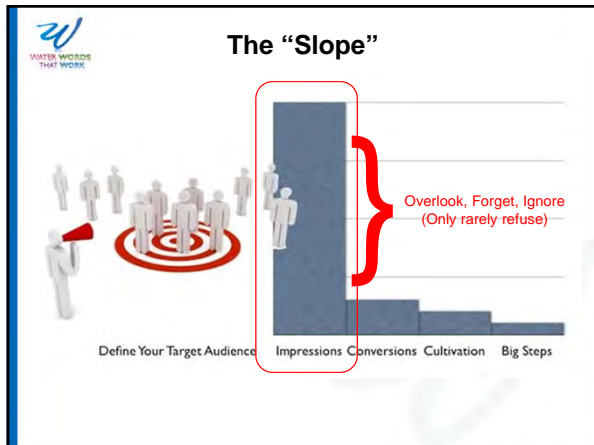 WATER WORDS
THAT WORK
The “Slope”
Overlook, Forget, Ignore
(Only rarely refuse)
Define Your Target Audience
Impressions
Conversions
Cultivation
Big Steps